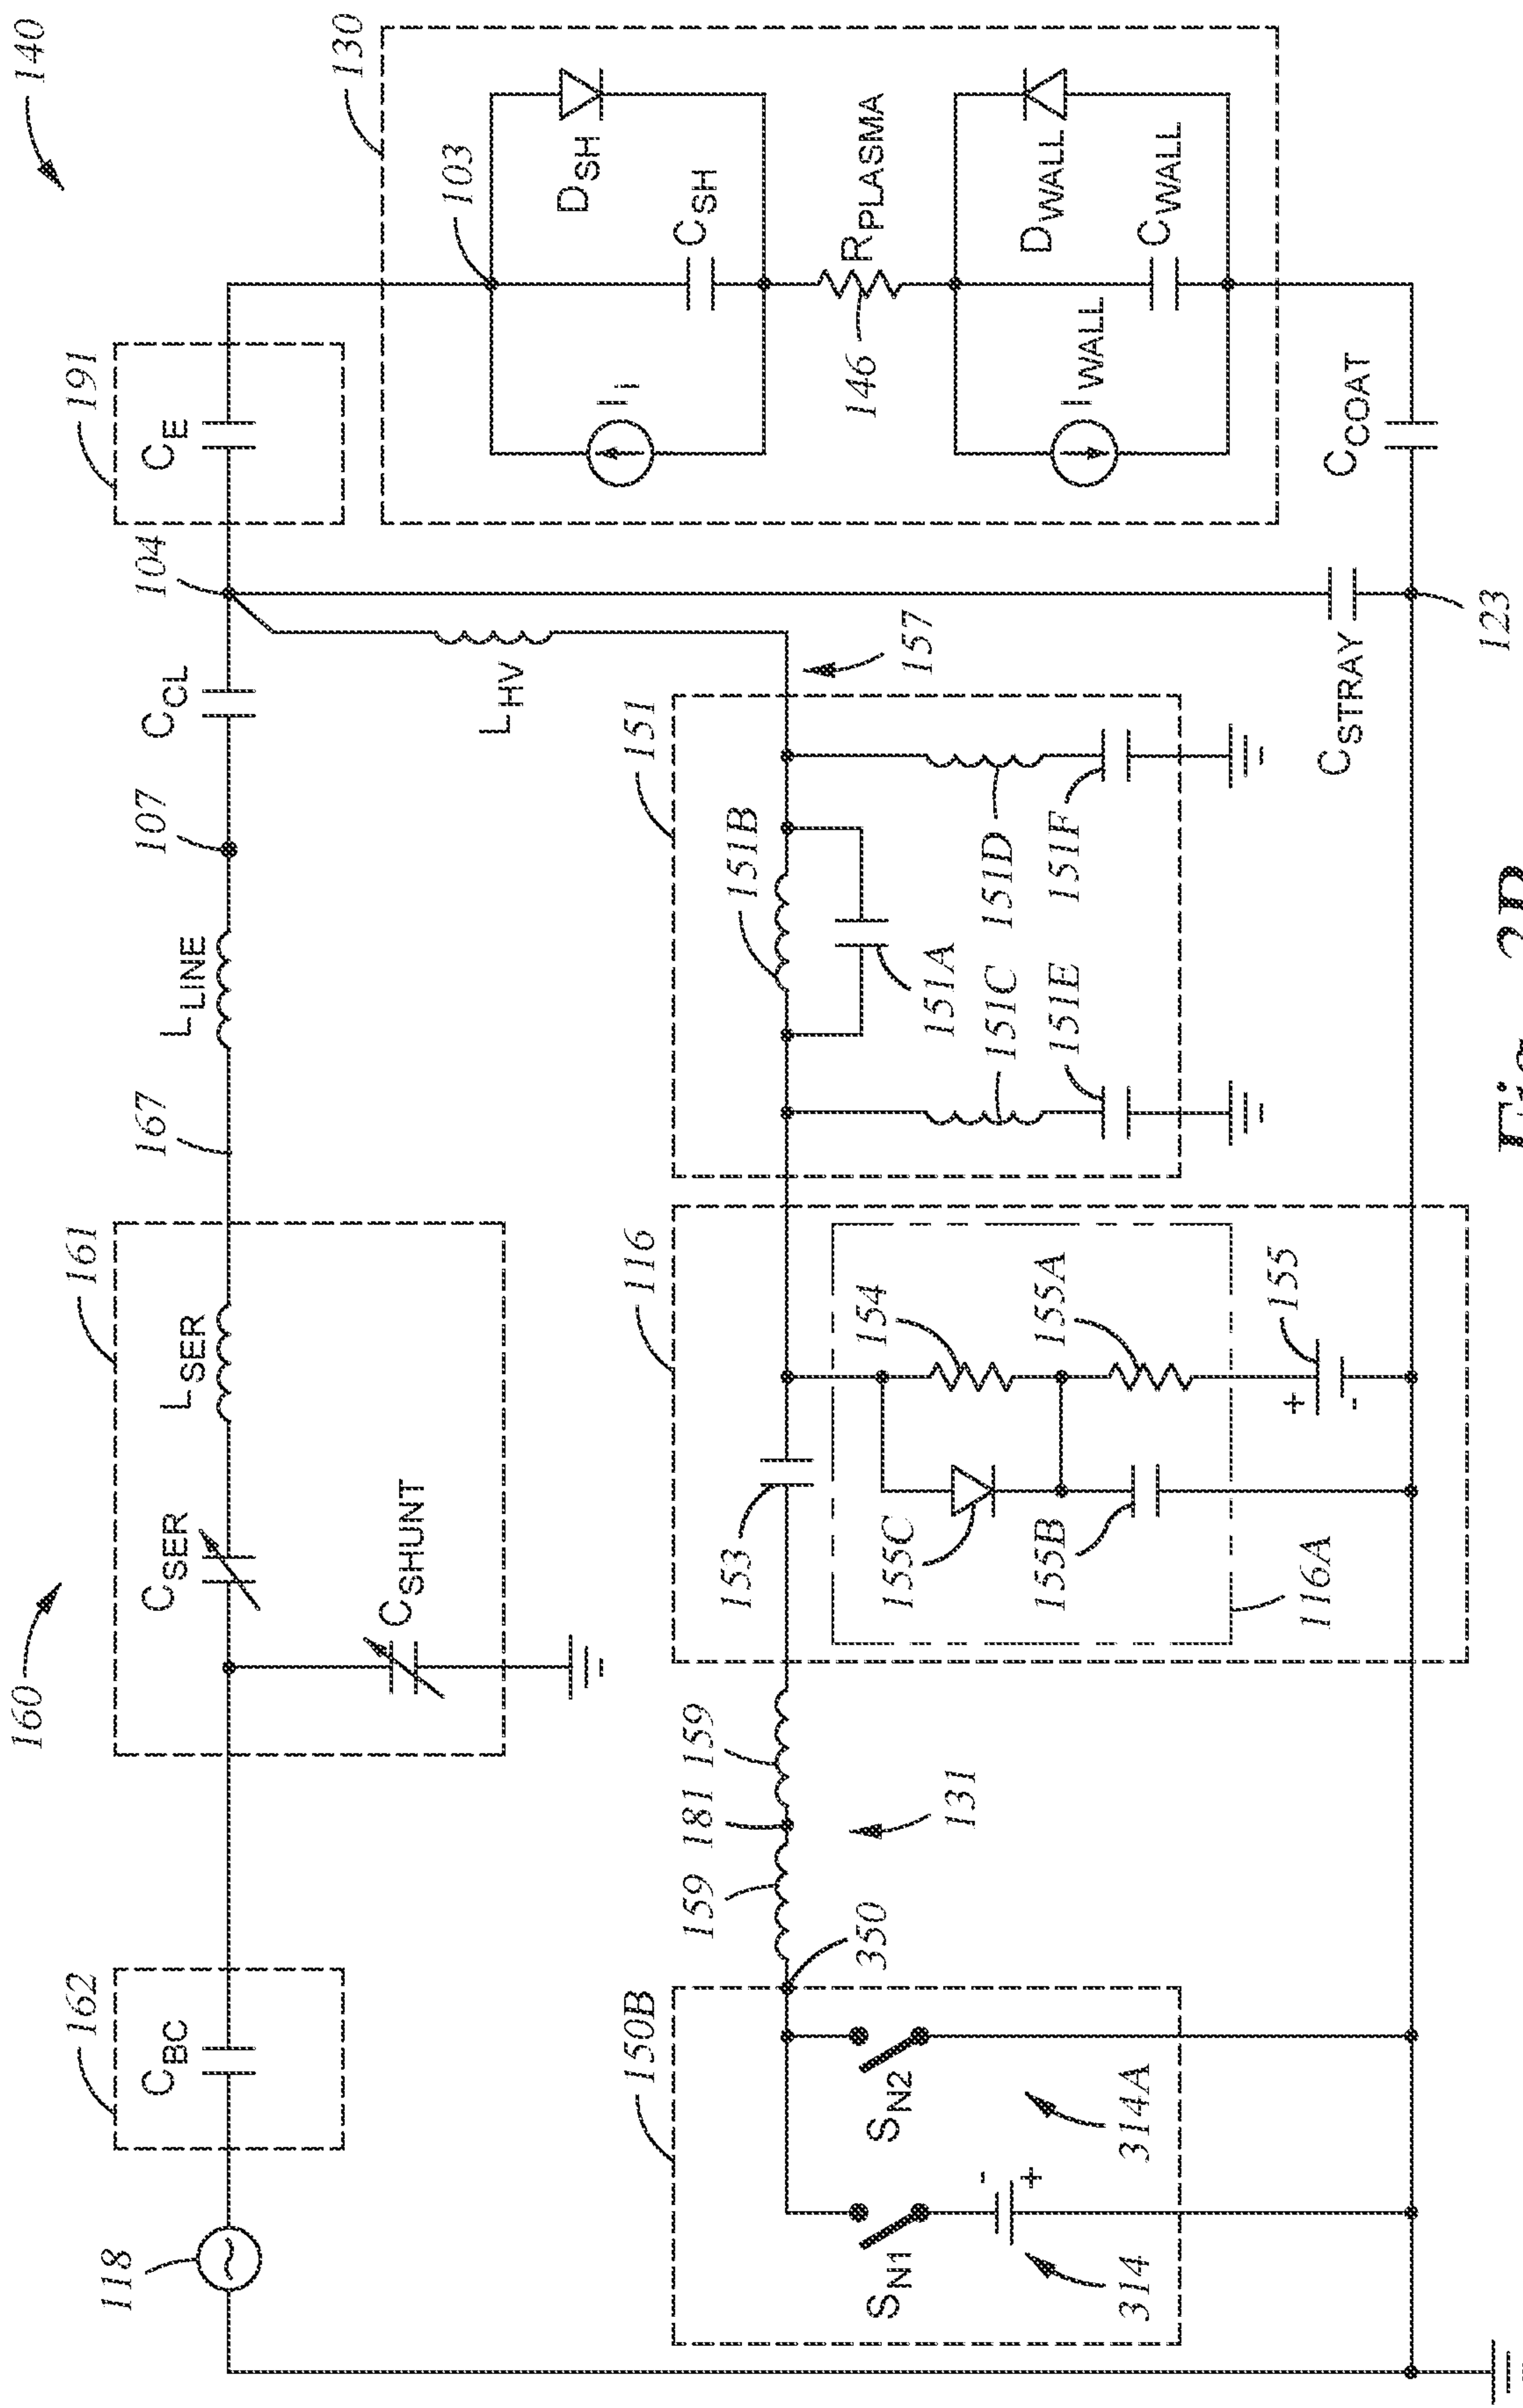 160
140
162
161
191
118
167
107
104
130
CBC
CSER
LSER
LLINE
CCL
CE
103
CSHUNT
LHV
DSH
Ii
CSH
150B
116
151
159
181
159
153
151B
157
350
154
RPLASMA
146
SN1
SN2
155C
151A
131
151C
151D
155A
155B
151E
151F
DWALL
IWALL
CWALL
-
+
314
314A
116A
155
+
-
CSTRAY
CCOAT
123